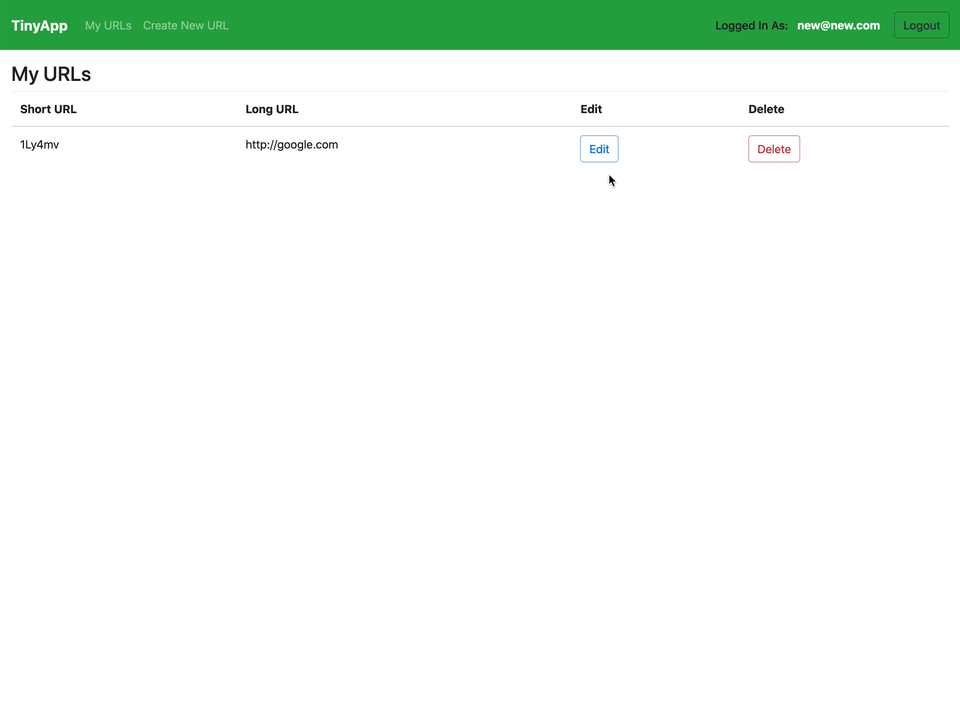 TinyApp My URLs Create New URL Logged In As: new@new.com Logout
My URLs
Short URL Long URL Edit Delete
1Ly4mv http://google.com Edit Delete